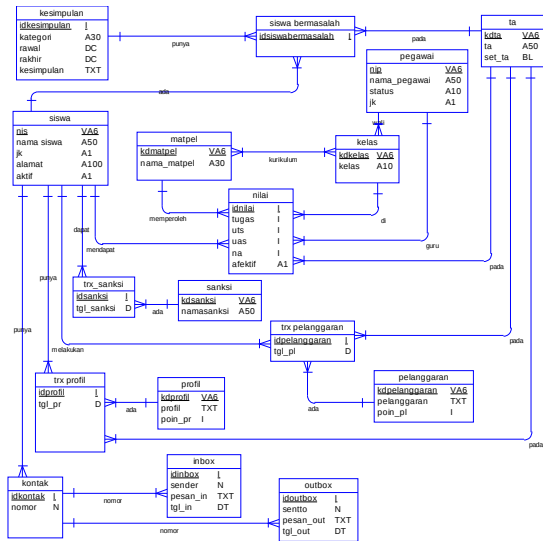 kesimpulan
idkesimpulan I
kategori A30
rawal DC
rakhir DC
kesimpulan TXT
punya
siswa bermasalah
idsiswabermasalah I
pada
ta
kdta VA6
ta A50
set_ta BL
pegawai
nip VA6
nama_pegawai A50
status A10
jk A1
ada
wali
siswa
nis VA6
nama siswa A50
jk A1
alamat A100
aktif A1
matpel
kdmatpel VA6
nama_matpel A30
kurikulum
kelas
kdkelas VA6
kelas A10
memperoleh
nilai
idnilai I
tugas I
uts I
uas I
na I
afektif A1
di
guru
pada
dapat
mendapat
punya
trx_sanksi
idsanksi I
tgl_sanksi D
ada
sanksi
kdsanksi VA6
namasanksi A50
punya
melakukan
trx pelanggaran
idpelanggaran I
tgl_pl D
pada
trx profil
idprofil I
tgl_pr D
ada
profil
kdprofil VA6
profil TXT
poin_pr I
ada
pelanggaran
kdpelanggaran VA6
pelanggaran TXT
poin_pl I
pada
kontak
idkontak I
nomor N
nomor
inbox
idinbox I
sender N
pesan_in TXT
tgl_in DT
nomor
outbox
idoutbox I
sentto N
pesan_out TXT
tgl_out DT